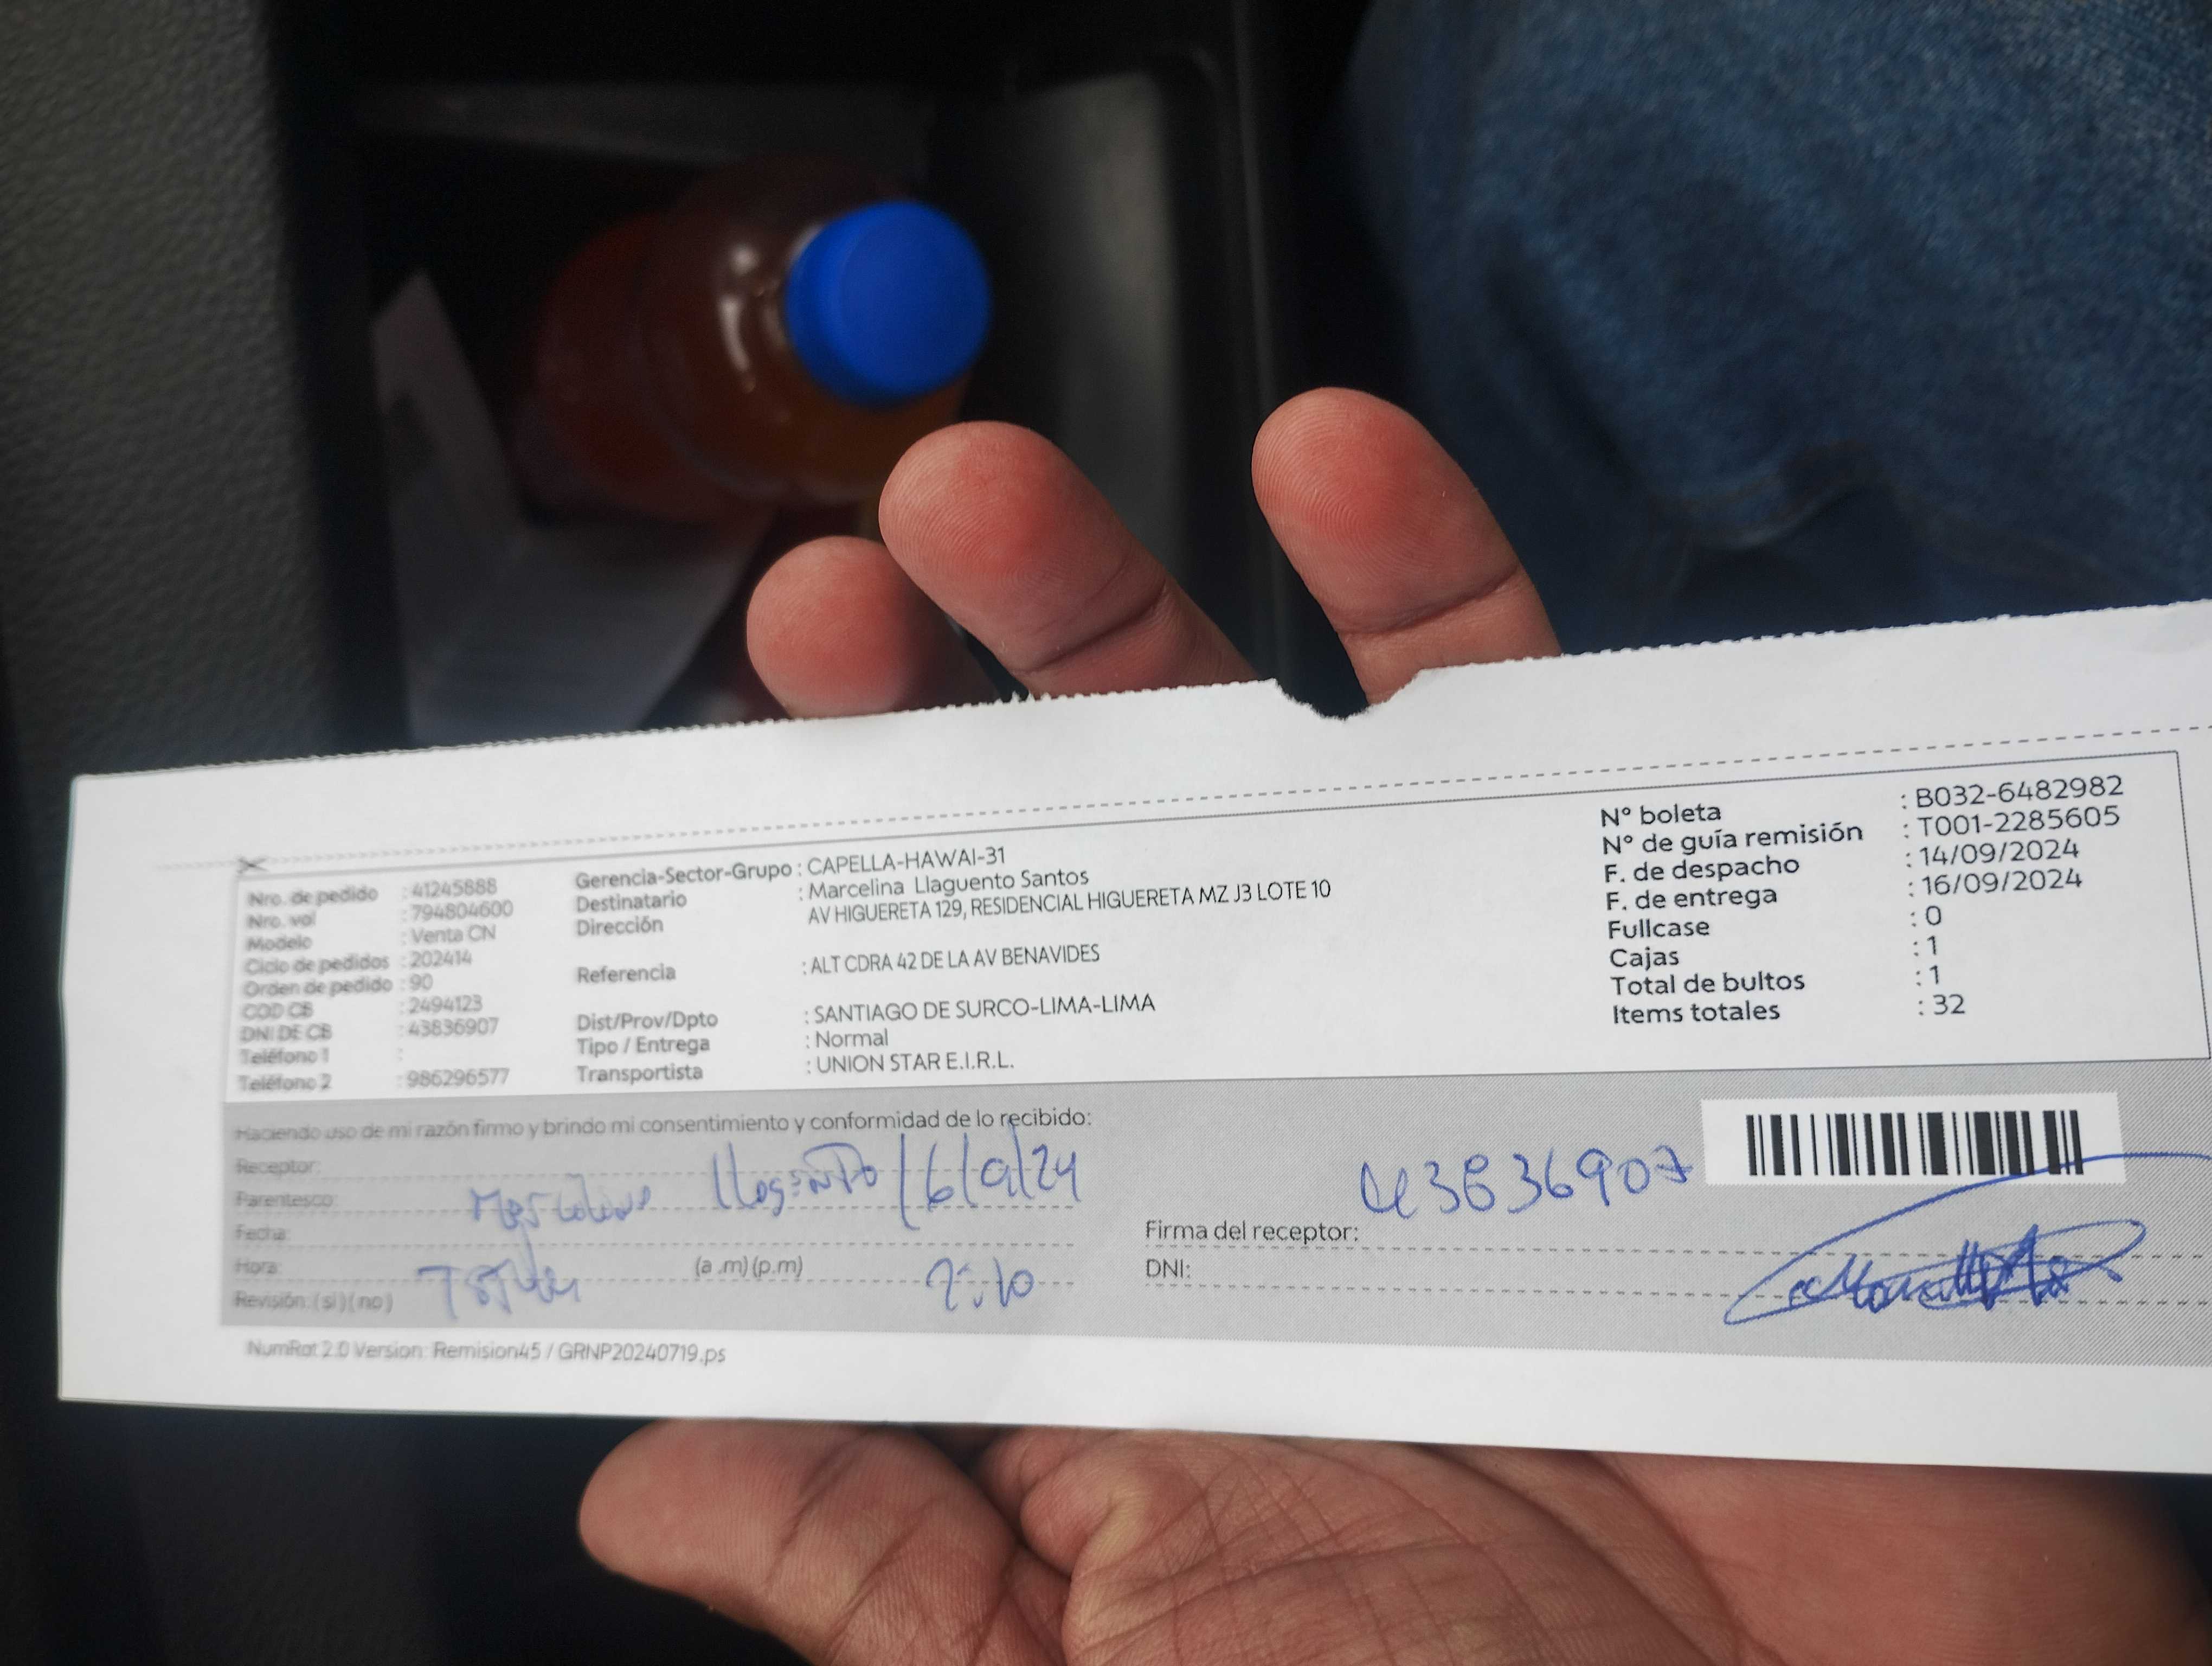 Nro. de pedido : 41245888
Nro. val : 794804600
Modelo : Venta CN
Ciclo de pedidos : 202414
Orden de pedido : 90
COD CB : 2494123
DNI DE CB : 43836907
Teléfono 1 :
Teléfono 2 : 986296577
Gerencia-Sector-Grupo : CAPELLA-HAWAI-31
Destinatario : Marcelina Llaguento Santos
Dirección AV HIGUERETA 129, RESIDENCIAL HIGUERETA MZ J3 LOTE 10
Referencia : ALT CDRA 42 DE LA AV BENAVIDES
Dist/Prov/Dpto : SANTIAGO DE SURCO-LIMA-LIMA
Tipo / Entrega : Normal
Transportista : UNION STAR E.I.R.L.
N° boleta : B032-6482982
N° de guía remisión : T001-2285605
F. de despacho : 14/09/2024
F. de entrega : 16/09/2024
Fullcase : 0
Cajas : 1
Total de bultos : 1
Items totales : 32
Haciendo uso de mi razón firmo y brindo mi consentimiento y conformidad de lo recibido:
Receptor:
Parentesco:
16/9/24
Fecha:
Hora: (a .m) (p.m)
Revisión: ( si ) ( no )
43836907
Firma del receptor:
DNI:
NumRat 2.0 Version: Remision45 / GRNP20240719.ps